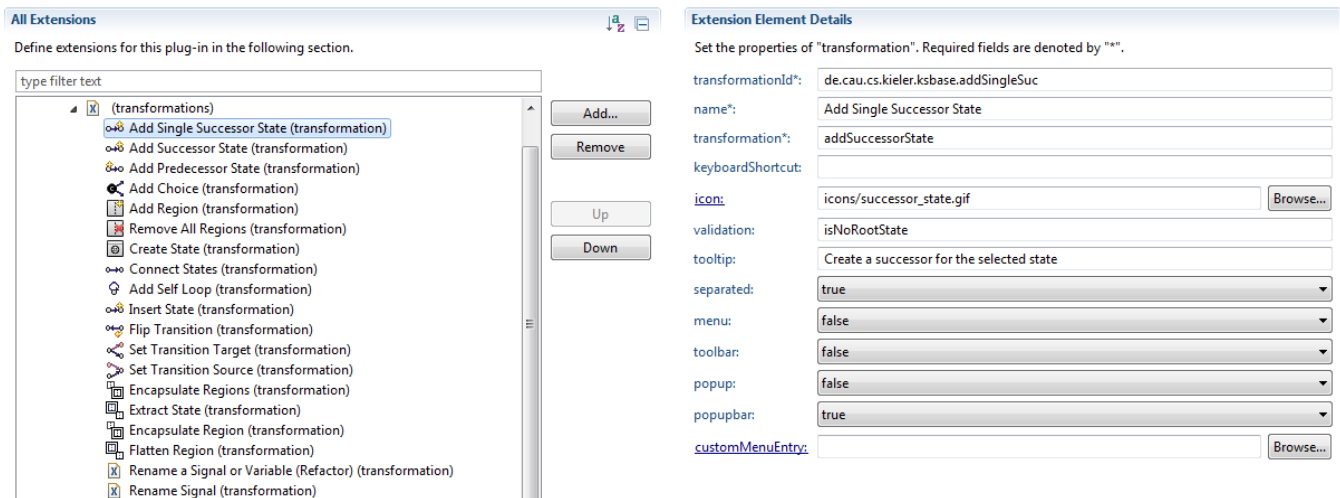 All Extensions
Define extensions for this plug-in in the following section.
type filter text
(transformations)
Add Single Successor State (transformation)
Add Successor State (transformation)
Add Predecessor State (transformation)
Add Choice (transformation)
Add Region (transformation)
Remove All Regions (transformation)
Create State (transformation)
Connect States (transformation)
Add Self Loop (transformation)
Insert State (transformation)
Flip Transition (transformation)
Set Transition Target (transformation)
Set Transition Source (transformation)
Encapsulate Regions (transformation)
Extract State (transformation)
Encapsulate Region (transformation)
Flatten Region (transformation)
Rename a Signal or Variable (Refactor) (transformation)
Rename Signal (transformation)
Add...
Remove
Up
Down
Extension Element Details
Set the properties of "transformation". Required fields are denoted by "*".
transformationId*: de.cau.cs.kieler.ksbase.addSingleSuc
name*: Add Single Successor State
transformation*: addSuccessorState
keyboardShortcut:
icon: icons/successor_state.gif Browse...
validation: isNoRootState
tooltip: Create a successor for the selected state
separated: true
menu: false
toolbar: false
popup: false
popupbar: true
customMenuEntry: Browse...